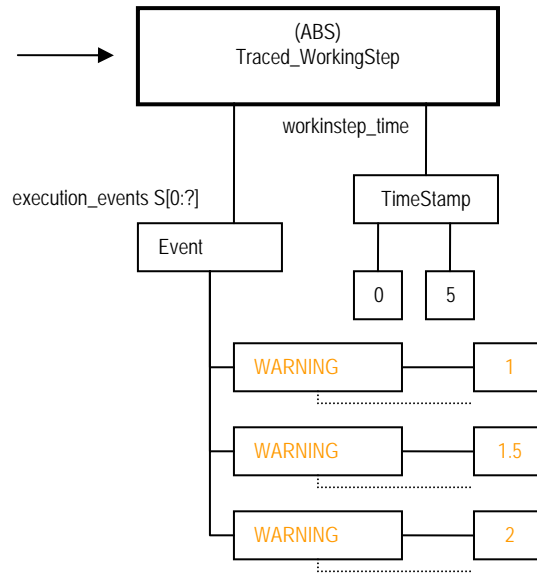 (ABS)
Traced_WorkingStep
workinstep_time
execution_events S[0:?]
TimeStamp
Event
0
5
WARNING
1
WARNING
1.5
WARNING
2